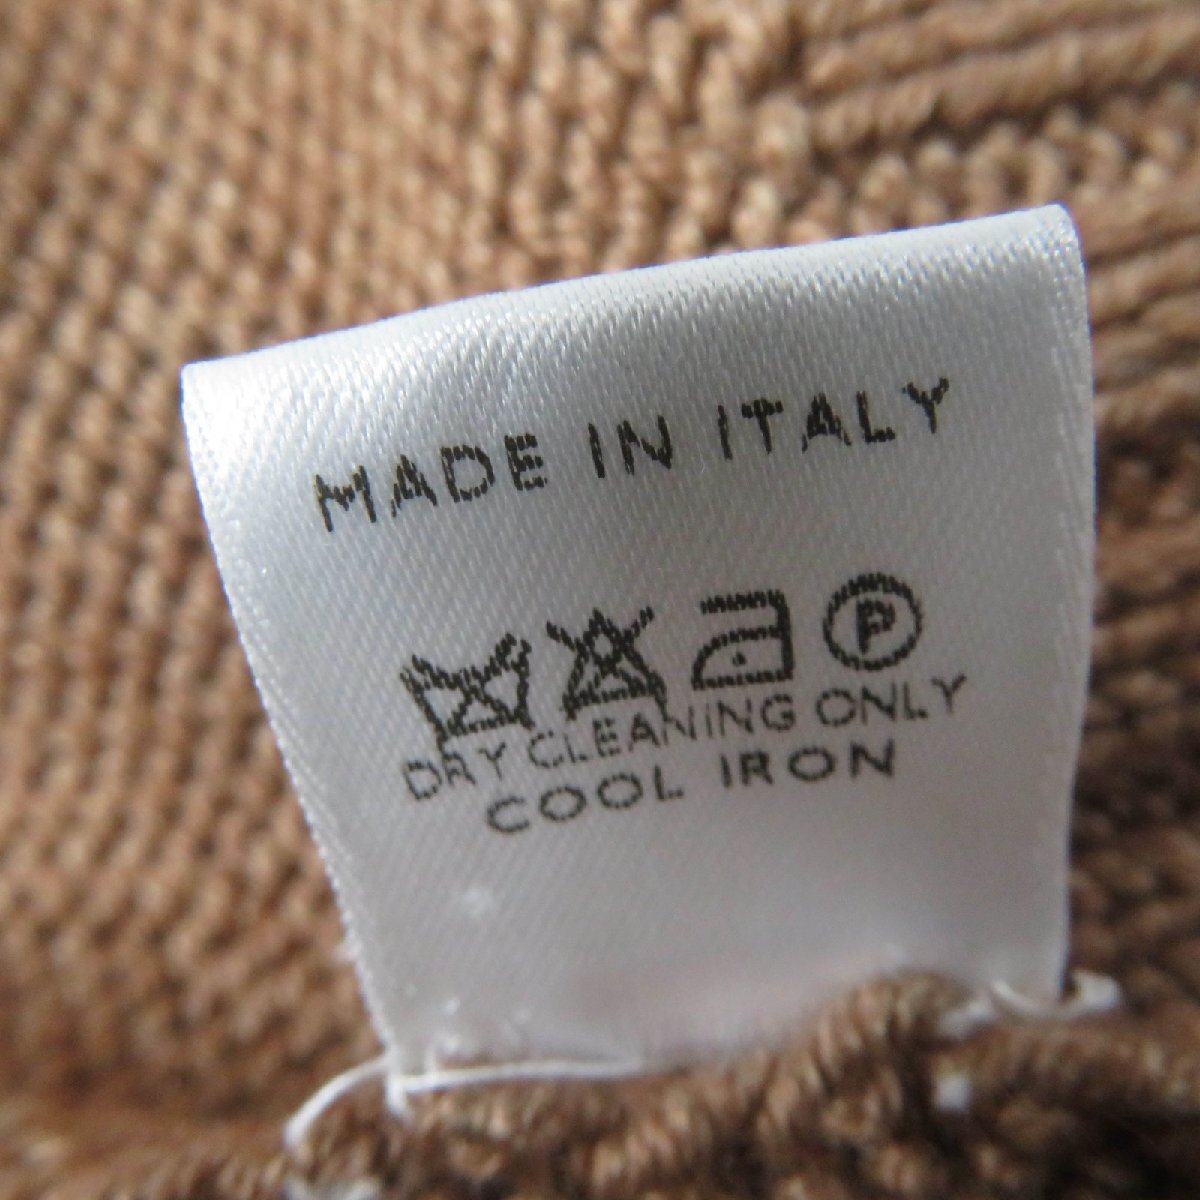 MADE IN ITALY
P
DRY CLEANING ONLY
COOL IRON